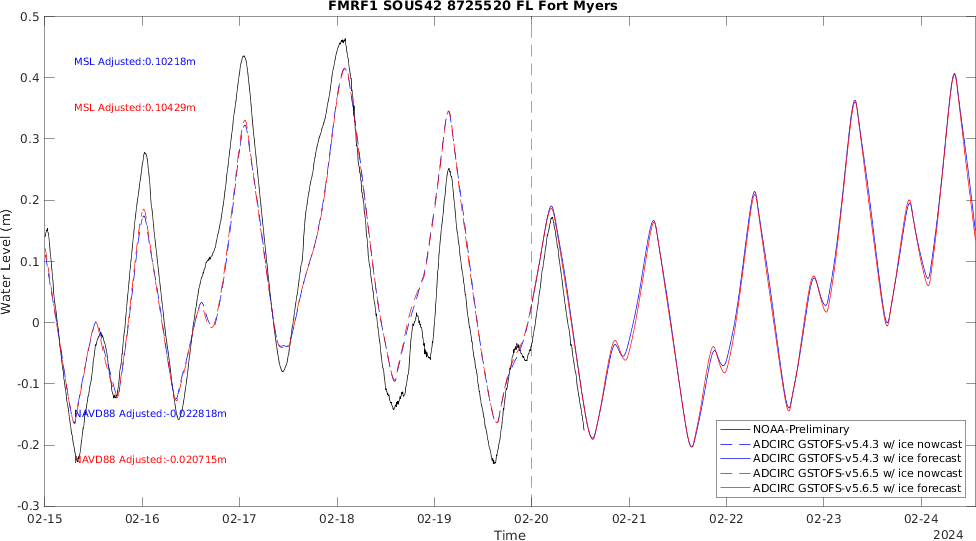 FMRF1 SOUS42 8725520 FL Fort Myers
0.5
MSL Adjusted:0.10218m
0.4
MSL Adjusted:0.10429m
0.3
0.2
0.1
Water Level (m)
0
-0.1
NAVD88 Adjusted:-0.022818m
-0.2
NAVD88 Adjusted:-0.020715m
-0.3
NOAA-Preliminary
ADCIRC GSTOFS-v5.4.3 w/ ice nowcast
ADCIRC GSTOFS-v5.4.3 w/ ice forecast
ADCIRC GSTOFS-v5.6.5 w/ ice nowcast
ADCIRC GSTOFS-v5.6.5 w/ ice forecast
02-15 02-16 02-17 02-18 02-19 02-20 02-21 02-22 02-23 02-24
Time
2024